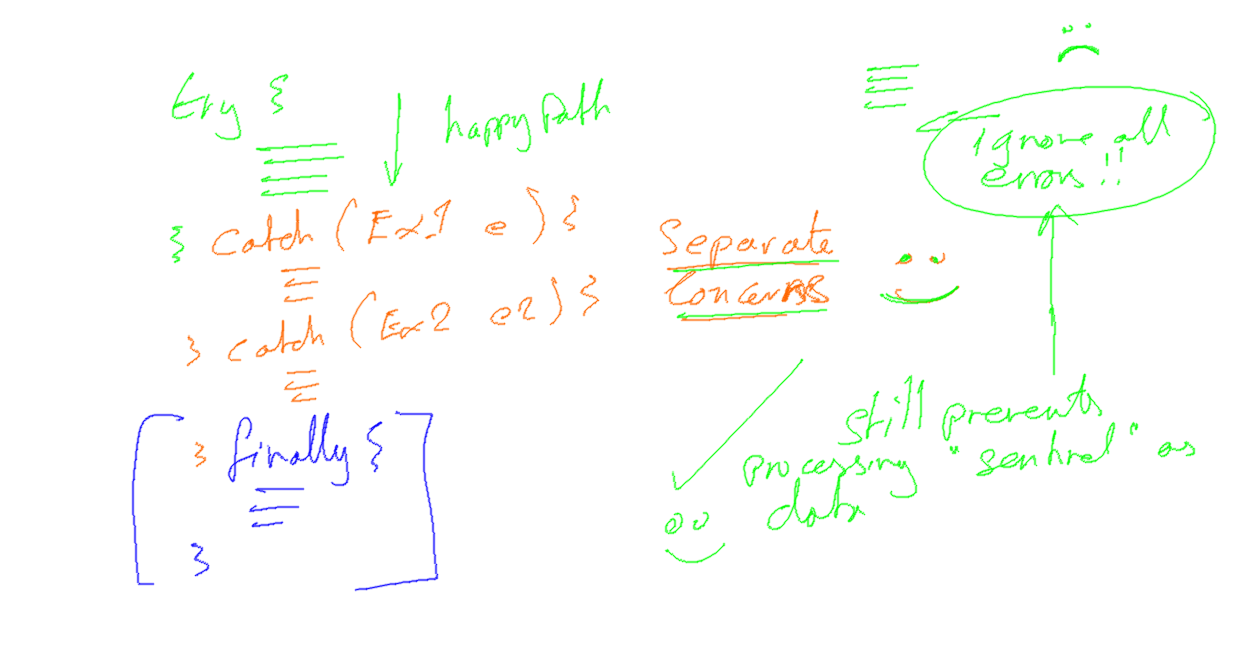 try {
happy path
} catch (Ex1 e) {
} catch (Ex2 e2) {
} finally {
}
Separate
Concerns
ignore all
errors!!
still prevents
processing "sentinel" as
data